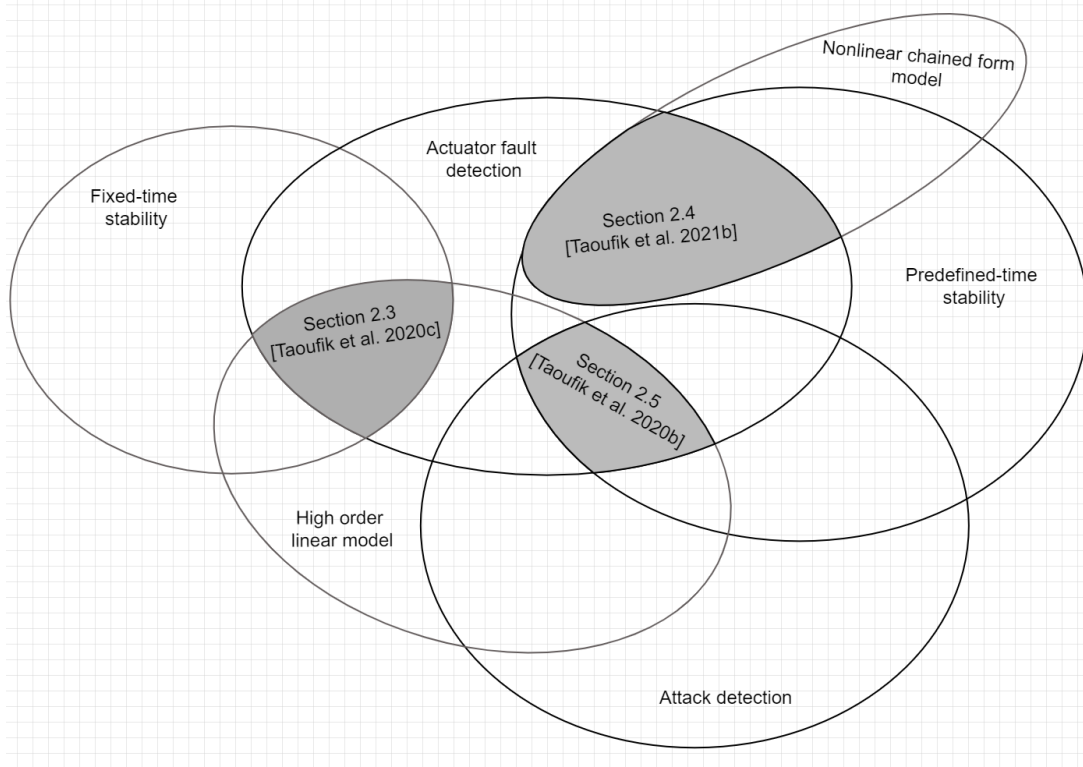 Nonlinear chained form
model
Actuator fault
detection
Fixed-time
stability
Section 2.4
[Taoufik et al. 2021b]
Predefined-time
stability
Section 2.3
[Taoufik et al. 2020c]
Section 2.5
[Taoufik et al. 2020b]
High order
linear model
Attack detection